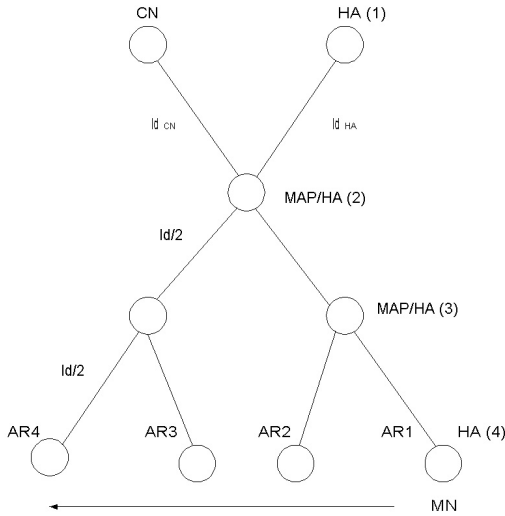 CN HA (1)
ld CN ld HA
MAP/HA (2)
ld/2
MAP/HA (3)
ld/2
AR4 AR3 AR2 AR1 HA (4)
MN